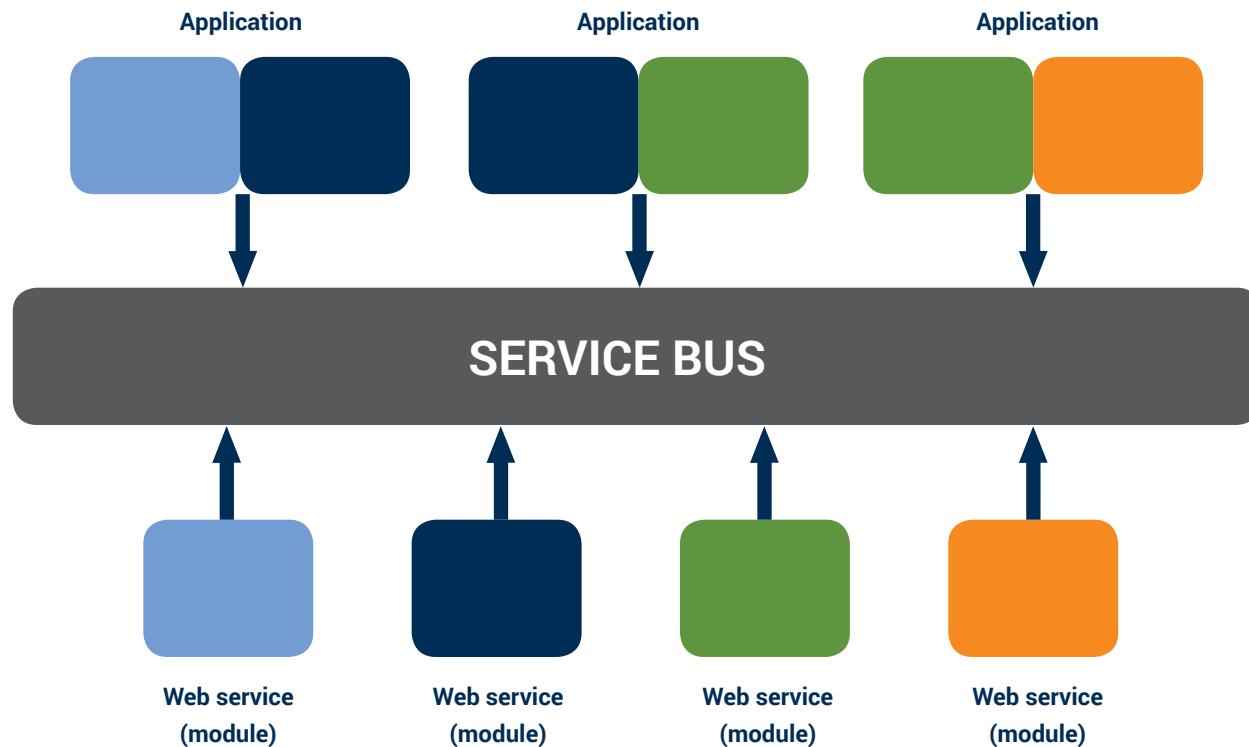 Application
Application
Application
SERVICE BUS
Web service
(module)
Web service
(module)
Web service
(module)
Web service
(module)